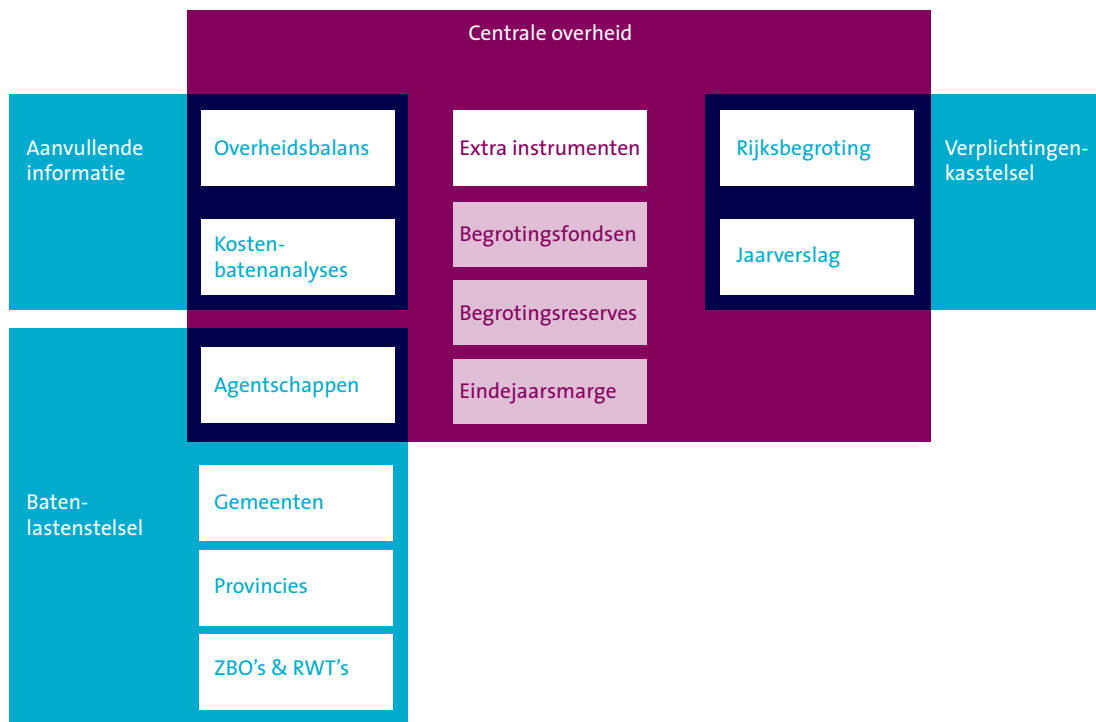 Centrale overheid
Aanvullende
informatie
Overheidsbalans
Kosten-
batenanalyses
Extra instrumenten
Begrotingsfondsen
Begrotingsreserves
Eindejaarsmarge
Rijksbegroting
Jaarverslag
Verplichtingen-
kasstelsel
Baten-
lastenstelsel
Agentschappen
Gemeenten
Provincies
ZBO's & RWT's